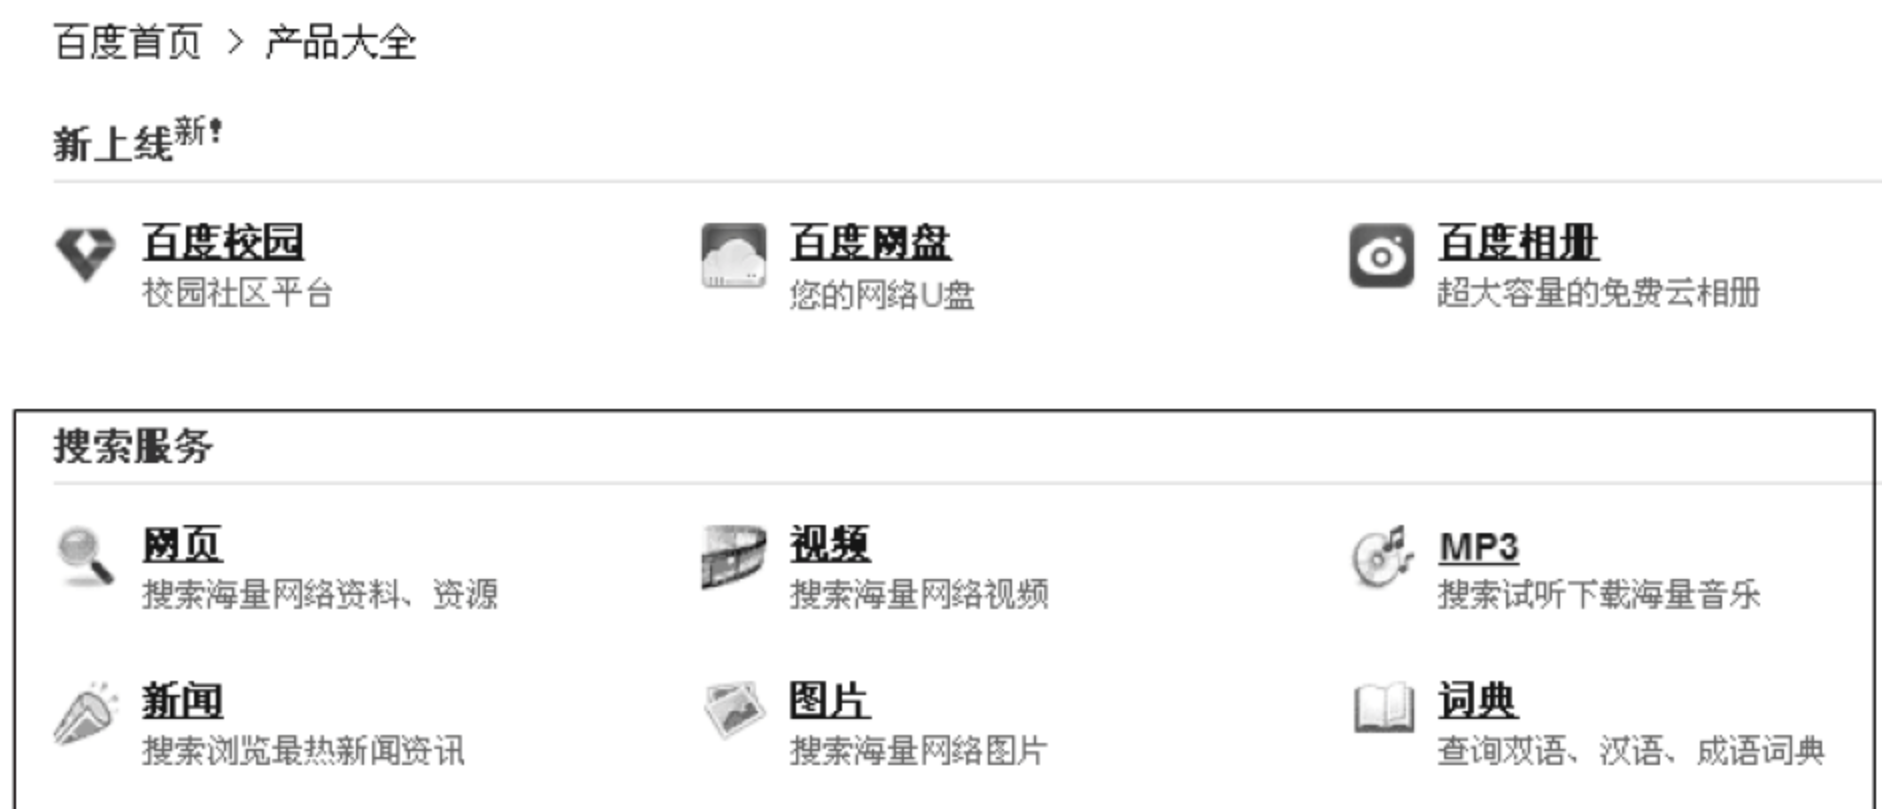 百度首页 > 产品大全
新上线新!
百度校园 百度网盘 百度相册
校园社区平台 您的网络U盘 超大容量的免费云相册
搜索服务
网页 视频 MP3
搜索海量网络资料、资源 搜索海量网络视频 搜索试听下载海量音乐
新闻 图片 词典
搜索浏览最热新闻资讯 搜索海量网络图片 查询双语、汉语、成语词典